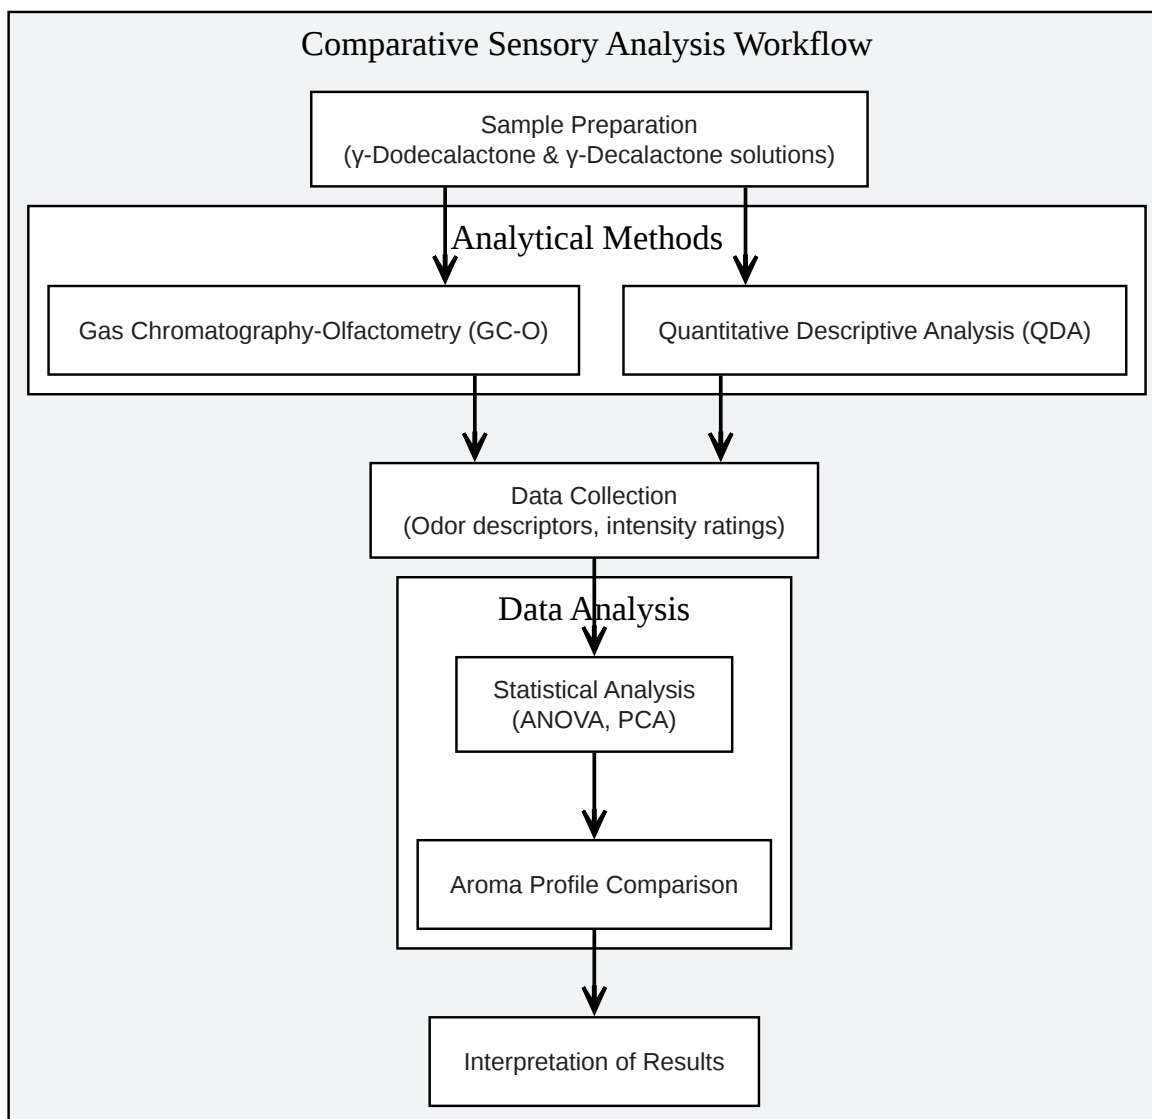 Comparative Sensory Analysis Workflow
Sample Preparation
(γ-Dodecalactone & γ-Decalactone solutions)
Analytical Methods
Gas Chromatography-Olfactometry (GC-O)
Quantitative Descriptive Analysis (QDA)
Data Collection
(Odor descriptors, intensity ratings)
Data Analysis
Statistical Analysis
(ANOVA, PCA)
Aroma Profile Comparison
Interpretation of Results